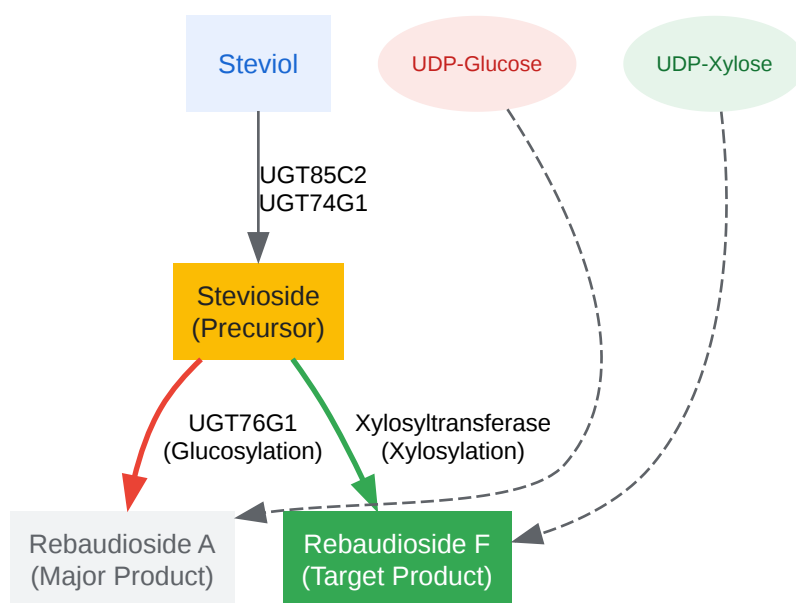 Steviol
UDP-Glucose
UDP-Xylose
UGT85C2
UGT74G1
Stevioside
(Precursor)
UGT76G1
(Glucosylation)
Xylosyltransferase
(Xylosylation)
Rebaudioside A
(Major Product)
Rebaudioside F
(Target Product)